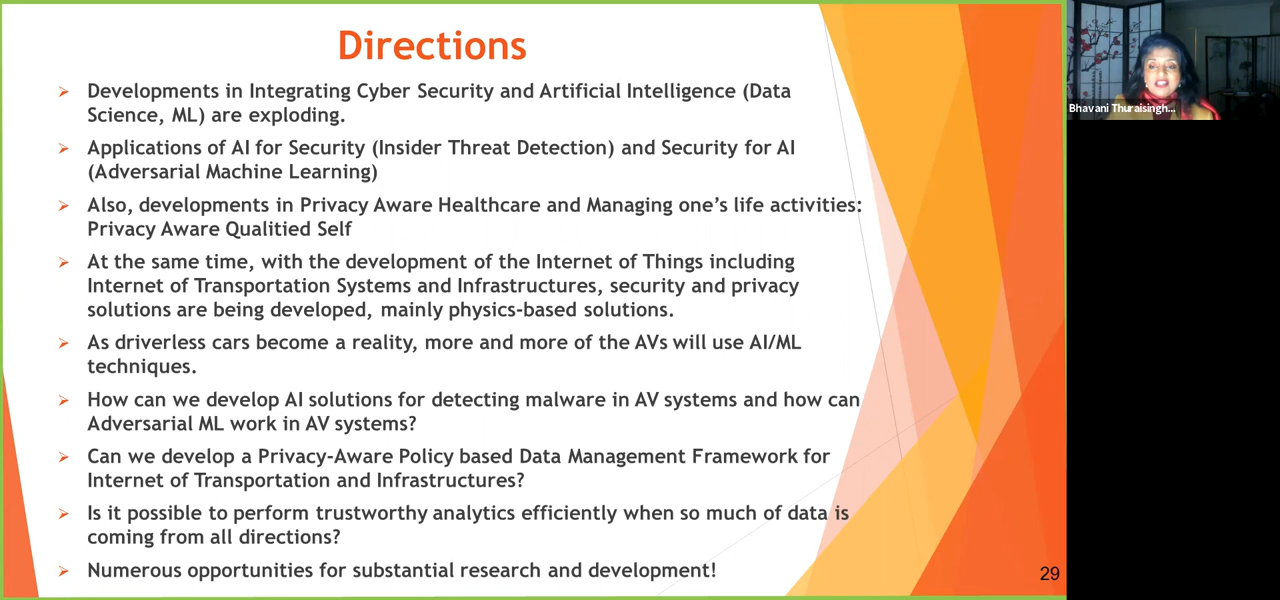 Directions
Developments in Integrating Cyber Security and Artificial Intelligence (Data
Science, ML) are exploding.
Applications of AI for Security (Insider Threat Detection) and Security for AI
(Adversarial Machine Learning)
Also, developments in Privacy Aware Healthcare and Managing one's life activities:
Privacy Aware Qualitied Self
At the same time, with the development of the Internet of Things including
Internet of Transportation Systems and Infrastructures, security and privacy
solutions are being developed, mainly physics-based solutions.
As driverless cars become a reality, more and more of the AVs will use AI/ML
techniques.
How can we develop AI solutions for detecting malware in AV systems and how can
Adversarial ML work in AV systems?
Can we develop a Privacy-Aware Policy based Data Management Framework for
Internet of Transportation and Infrastructures?
Is it possible to perform trustworthy analytics efficiently when so much of data is
coming from all directions?
Numerous opportunities for substantial research and development!
29
Bhavani Thuraisingh...